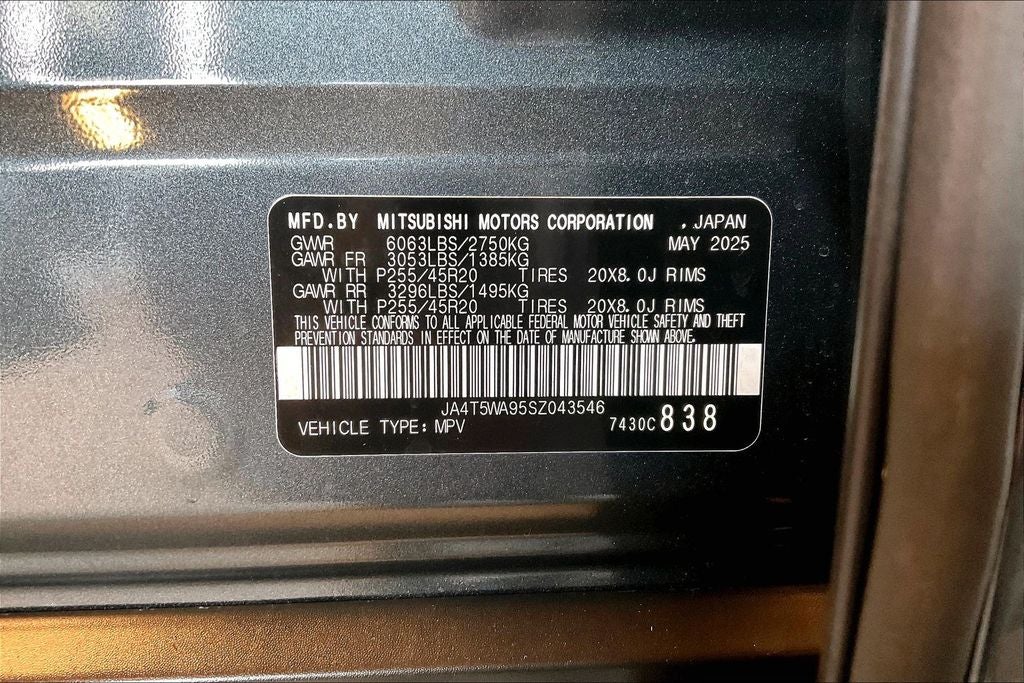 MFD.BY MITSUBISHI MOTORS CORPORATION , JAPAN
GVWR 6063LBS/2750KG MAY 2025
GAWR FR 3053LBS/1385KG
WITH P255/45R20 TIRES 20X8.0J RIMS
GAWR RR 3296LBS/1495KG
WITH P255/45R20 TIRES 20X8.0J RIMS
THIS VEHICLE CONFORMS TO ALL APPLICABLE FEDERAL MOTOR VEHICLE SAFETY AND THEFT
PREVENTION STANDARDS IN EFFECT ON THE DATE OF MANUFACTURE SHOWN ABOVE.
JA4T5WA95SZ043546
VEHICLE TYPE: MPV 7430C 838